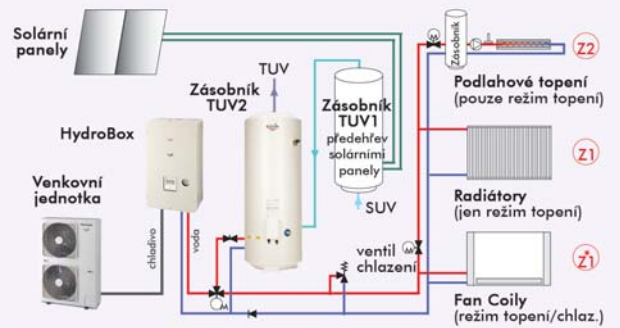 Solární
panely
TUV
Zásobník
TUV2
Zásobník
TUV1
předehřev
solárními
panely
SUV
HydroBox
Venkovní
jednotka
chladivo
voda
ventil
chlazení
M
M
M
Zásobník
Z2
Podlahové topení
(pouze režim topení)
Z1
Radiátory
(jen režim topení)
Z*1
Fan Coily
(režim topení/chlaz.)